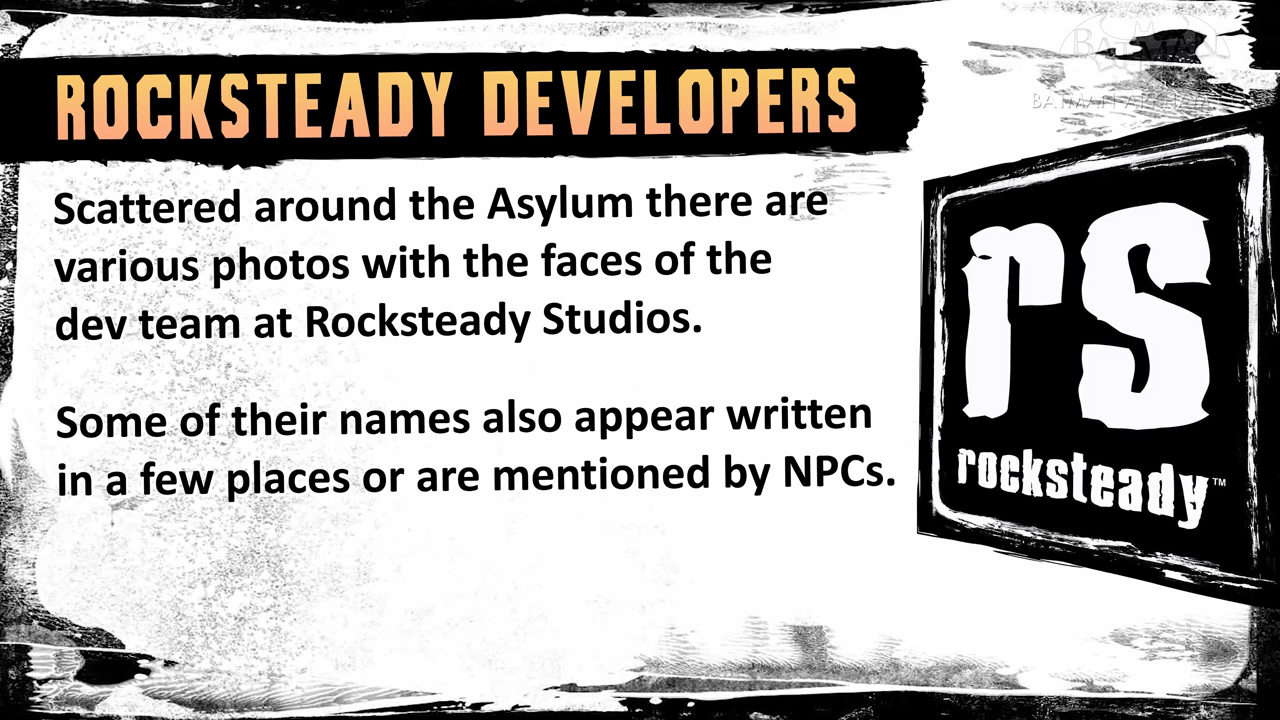 ROCKSTEADY DEVELOPERS
Scattered around the Asylum there are
various photos with the faces of the
dev team at Rocksteady Studios.
Some of their names also appear written
in a few places or are mentioned by NPCs.
rs
rocksteady™
BATMAN